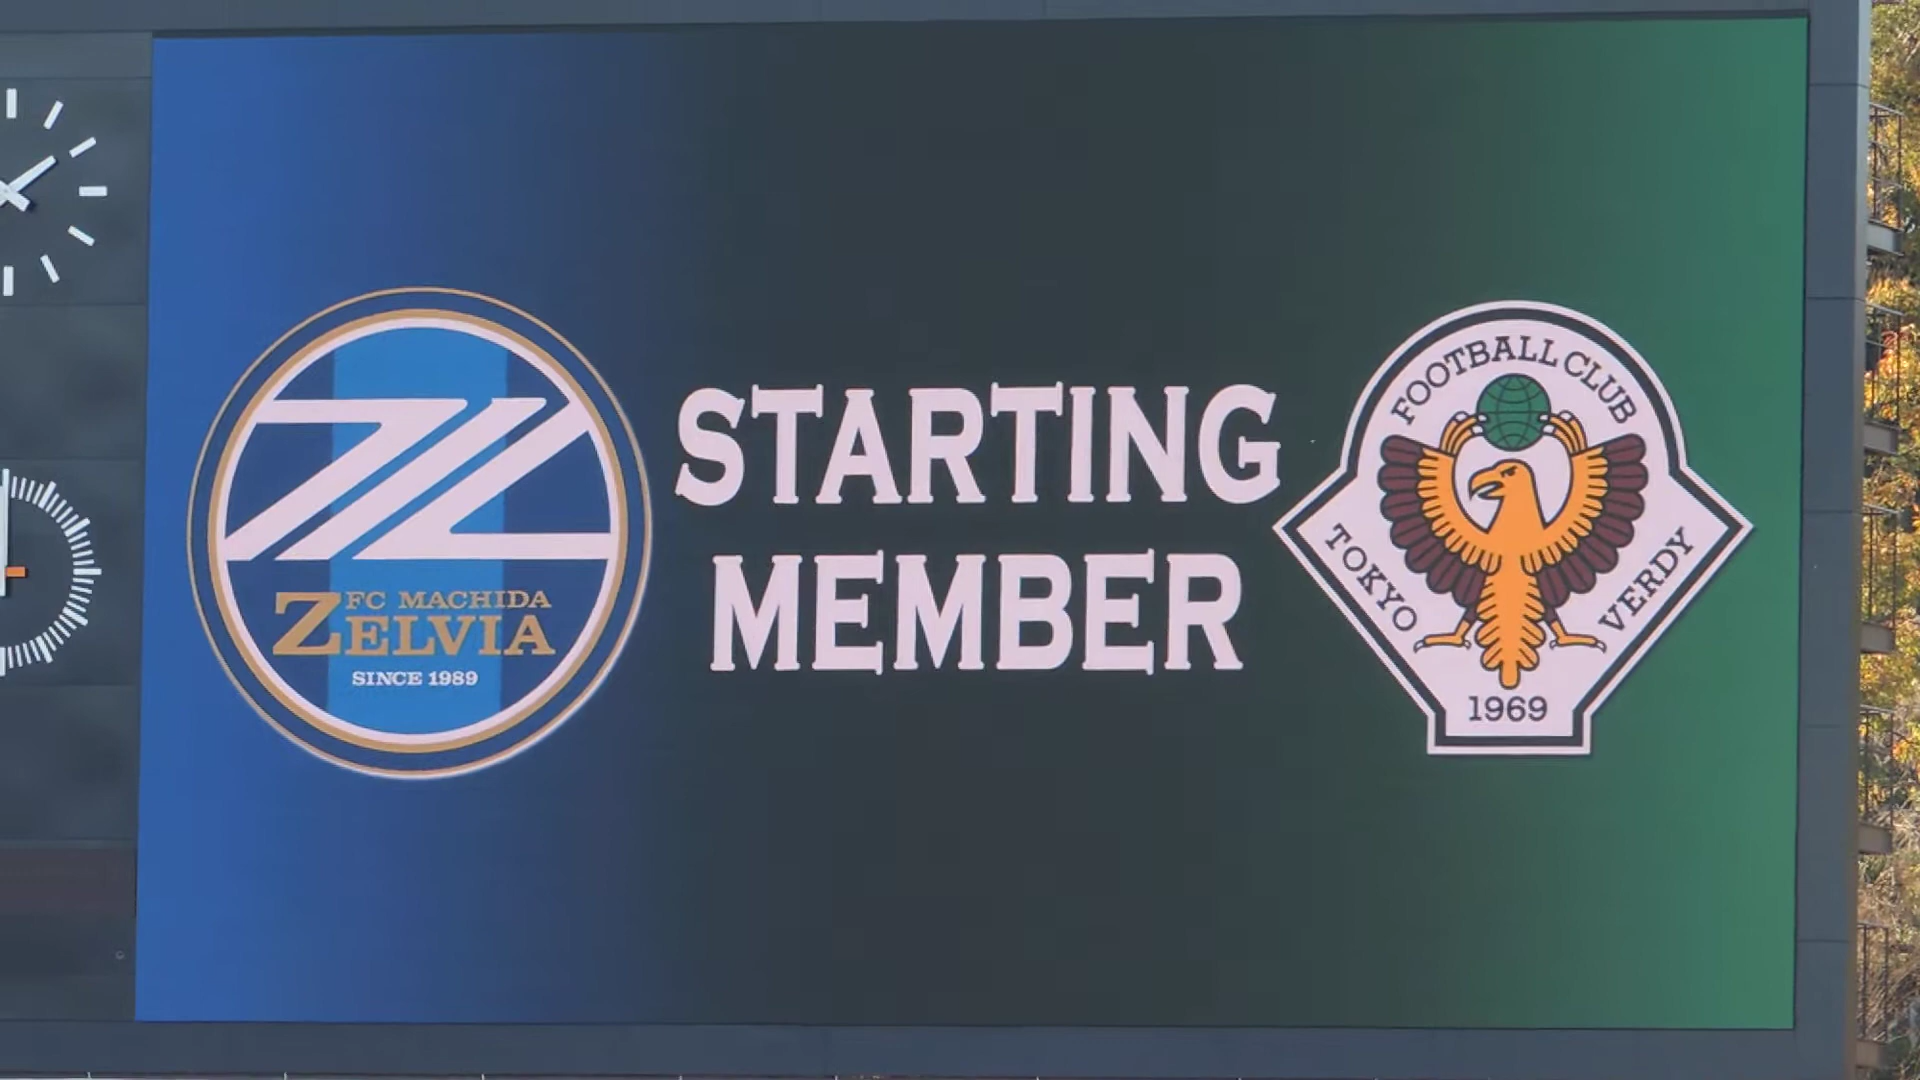 STARTING
MEMBER
FC MACHIDA
ZELVIA
SINCE 1989
FOOTBALL CLUB
TOKYO VERDY
1969